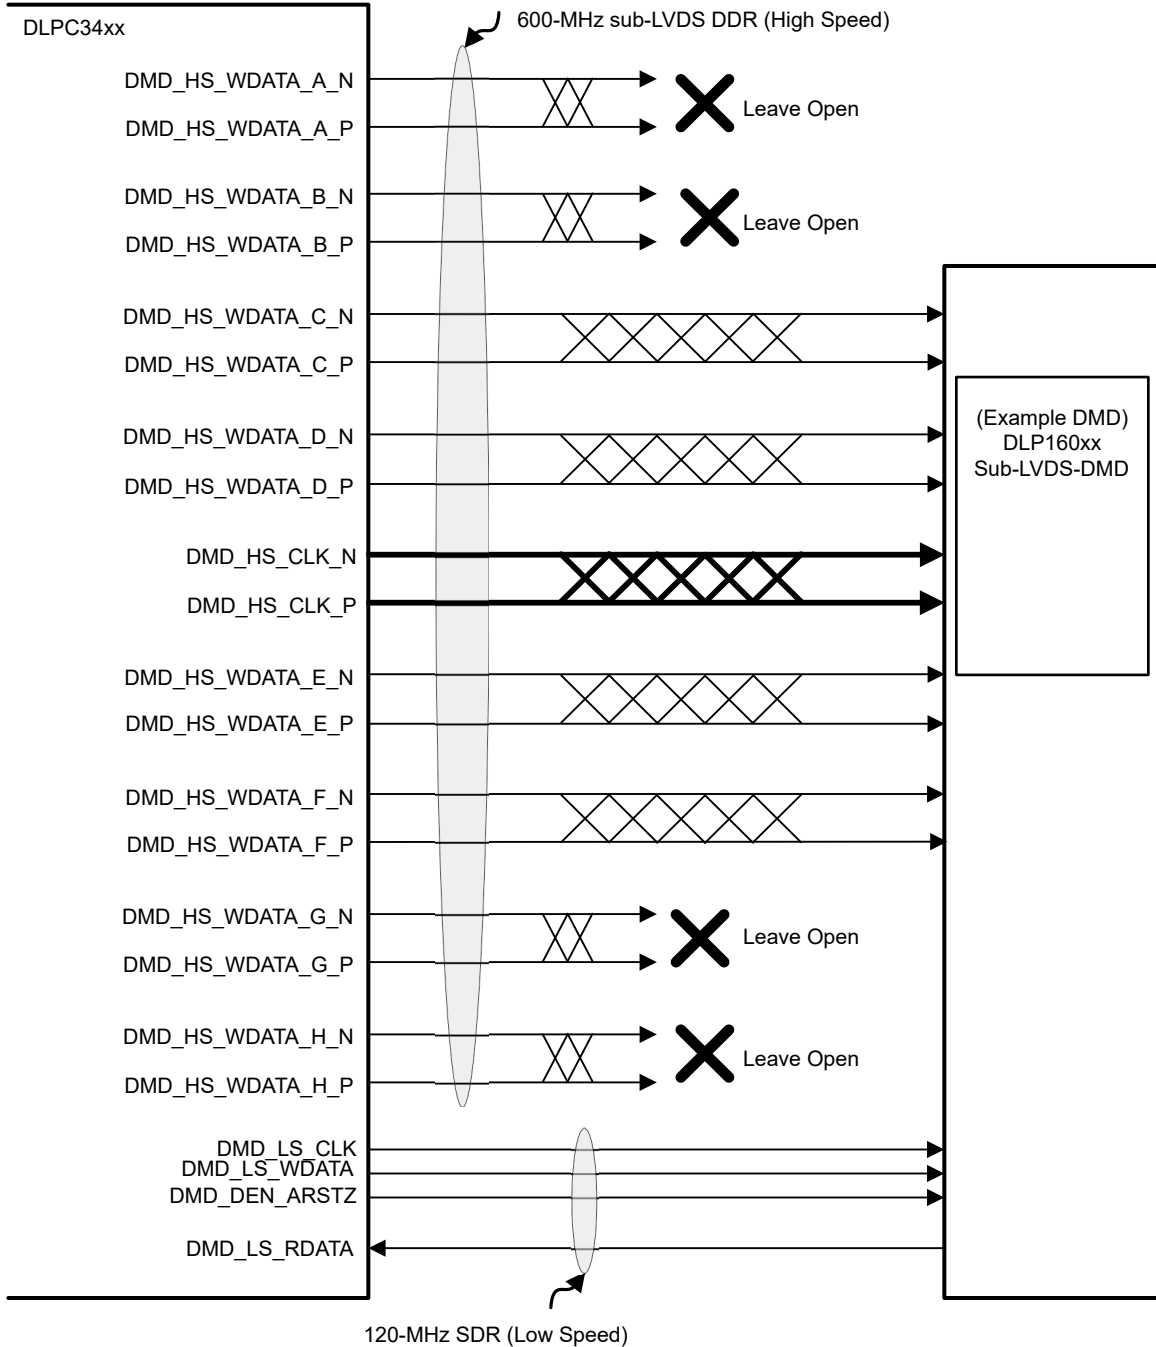 600-MHz sub-LVDS DDR (High Speed)
DLPC34xx
DMD_HS_WDATA_A_N
Leave Open
DMD_HS_WDATA_A_P
DMD_HS_WDATA_B_N
Leave Open
DMD_HS_WDATA_B_P
DMD_HS_WDATA_C_N
DMD_HS_WDATA_C_P
(Example DMD)
DLP160xx
Sub-LVDS-DMD
DMD_HS_WDATA_D_N
DMD_HS_WDATA_D_P
DMD_HS_CLK_N
DMD_HS_CLK_P
DMD_HS_WDATA_E_N
DMD_HS_WDATA_E_P
DMD_HS_WDATA_F_N
DMD_HS_WDATA_F_P
DMD_HS_WDATA_G_N
Leave Open
DMD_HS_WDATA_G_P
DMD_HS_WDATA_H_N
Leave Open
DMD_HS_WDATA_H_P
DMD_LS_CLK
DMD_LS_WDATA
DMD_DEN_ARSTZ
DMD_LS_RDATA
120-MHz SDR (Low Speed)